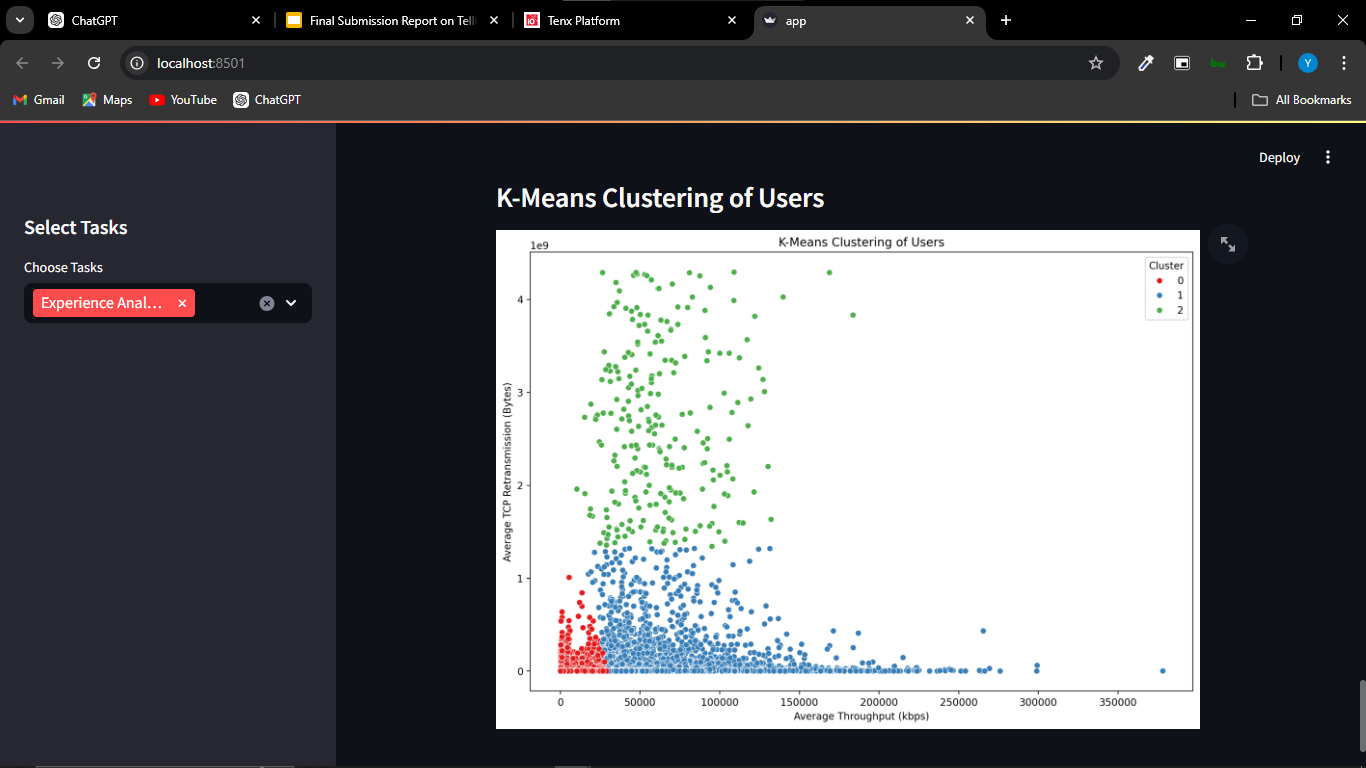 ChatGPT
Final Submission Report on Tell
Tenx Platform
app
localhost:8501
bw
Y
Gmail
Maps
YouTube
ChatGPT
All Bookmarks
Deploy
Select Tasks
Choose Tasks
Experience Anal...
K-Means Clustering of Users
K-Means Clustering of Users
1e9
Cluster
0
1
2
4
3
2
1
0
Average TCP Retransmission (Bytes)
0 50000 100000 150000 200000 250000 300000 350000
Average Throughput (kbps)